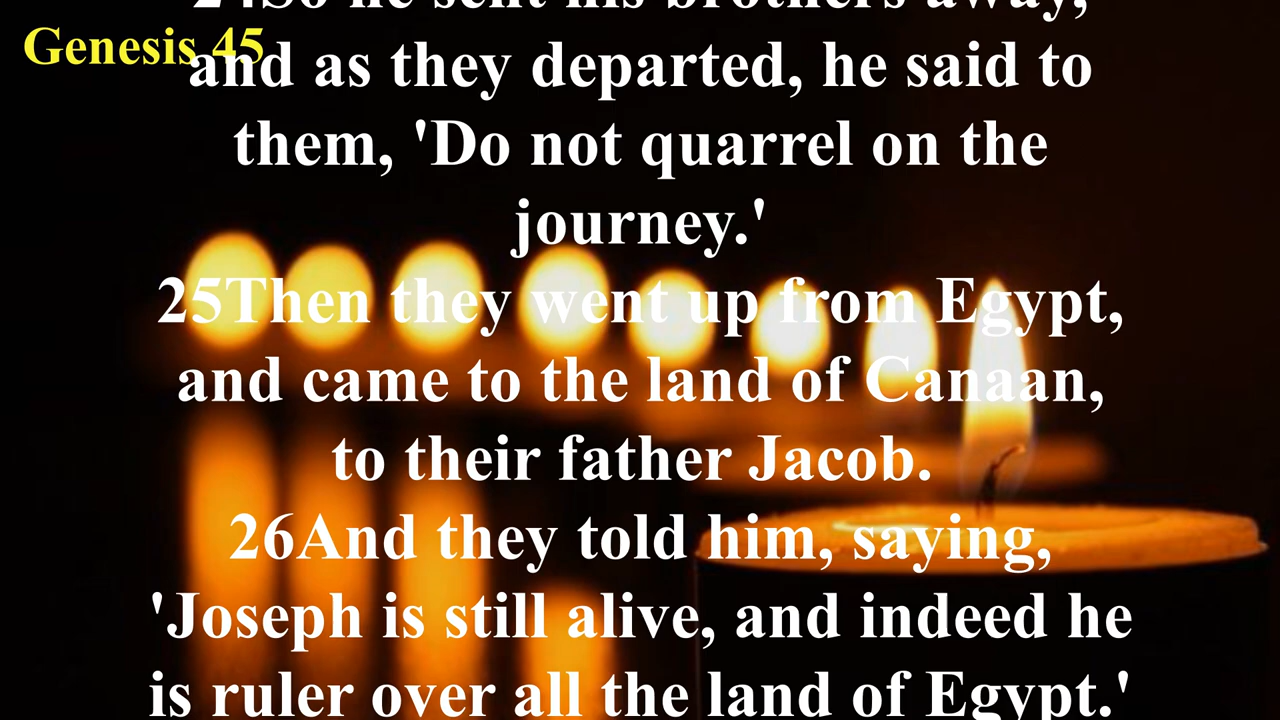 24So he sent his brothers away,
Genesis 45
and as they departed, he said to
them, 'Do not quarrel on the
journey.'
25Then they went up from Egypt,
and came to the land of Canaan,
to their father Jacob.
26And they told him, saying,
'Joseph is still alive, and indeed he
is ruler over all the land of Egypt.'